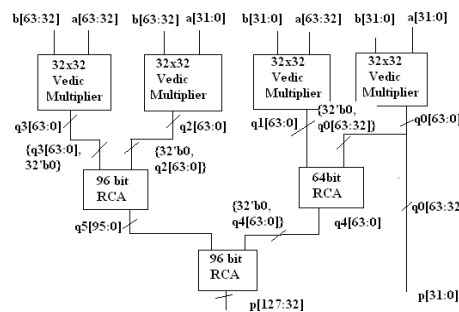 b[63:32] a[63:32] b[63:32] a[31:0] b[31:0] a[63:32] b[31:0] a[31:0]
32x32 Vedic Multiplier
32x32 Vedic Multiplier
32x32 Vedic Multiplier
32x32 Vedic Multiplier
q3[63:0]
q2[63:0]
q1[63:0]
{32'b0, q0[63:32]}
q0[63:0]
{q3[63:0], 32'b0}
{32'b0, q2[63:0]}
96 bit RCA
64bit RCA
q5[95:0]
{32'b0, q4[63:0]}
q4[63:0]
q0[63:32
96 bit RCA
p[127:32]
p[31:0]